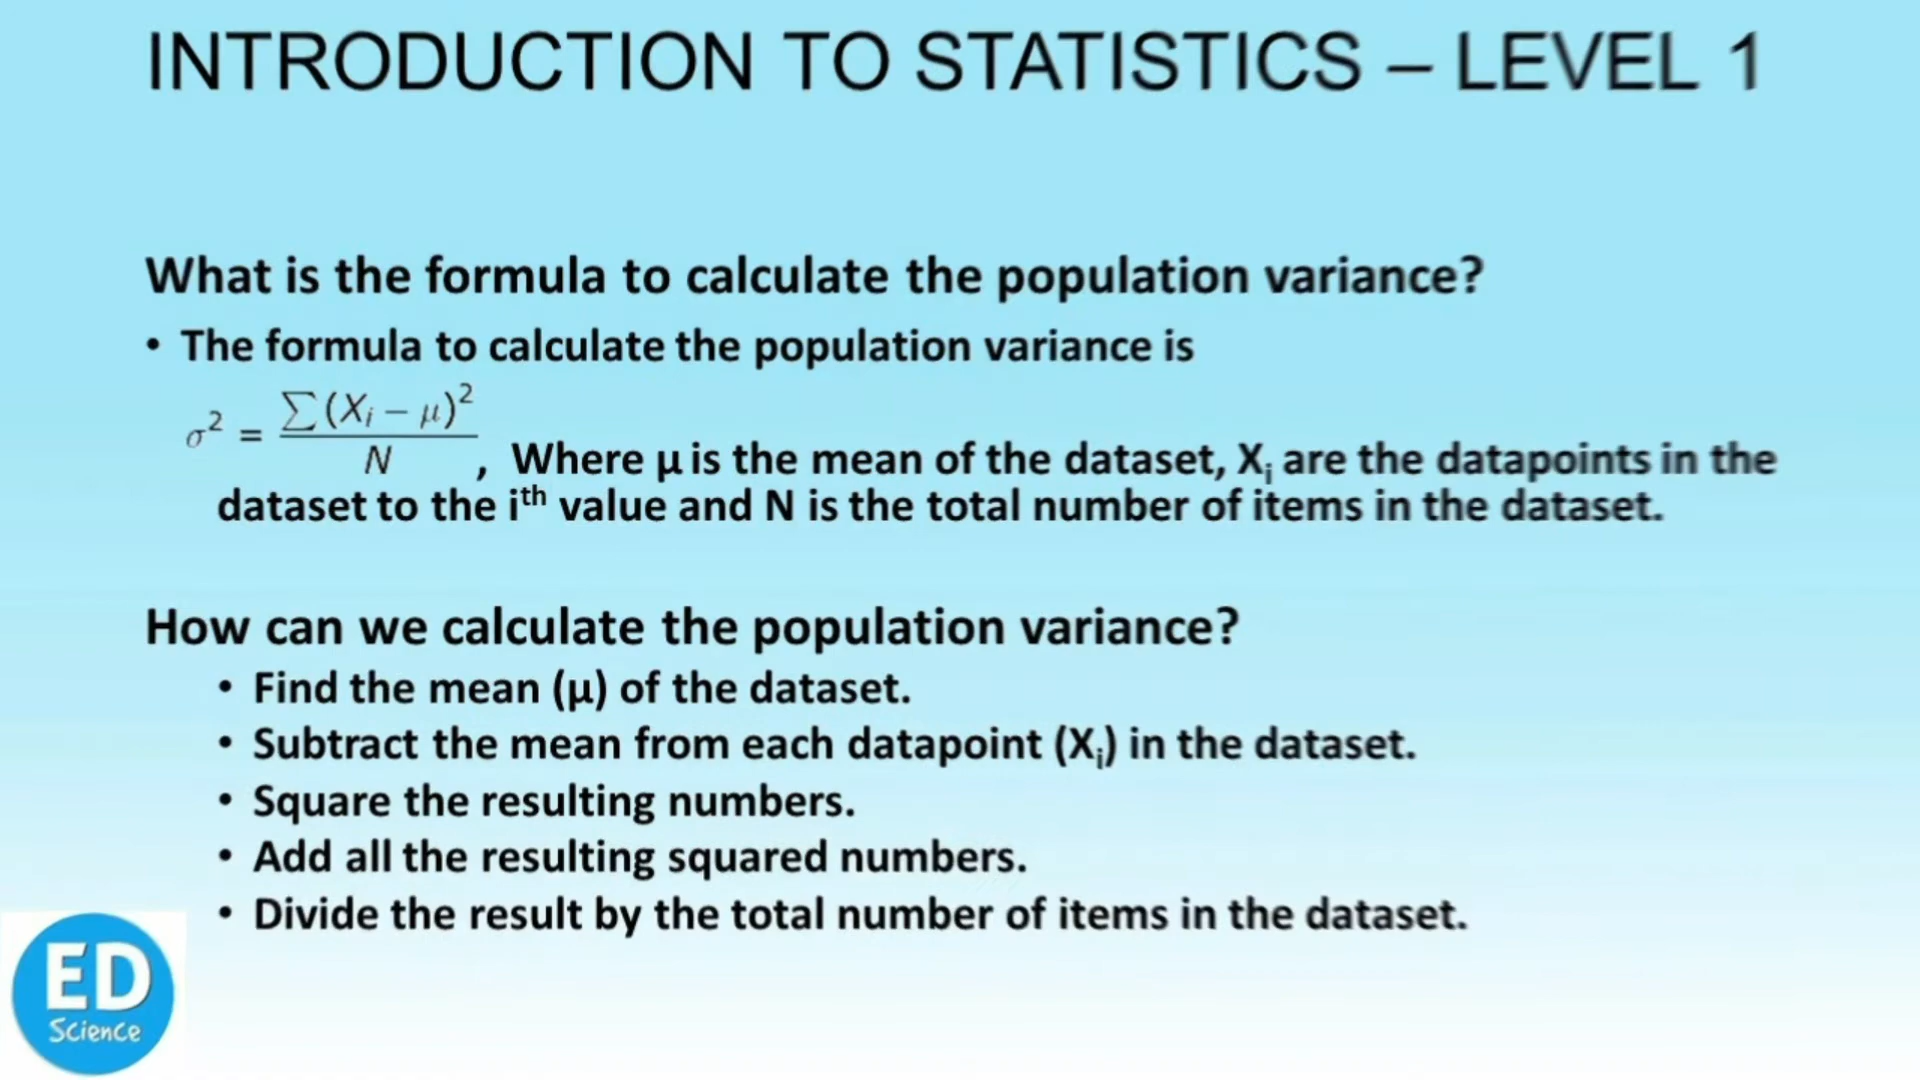 INTRODUCTION TO STATISTICS – LEVEL 1
What is the formula to calculate the population variance?
• The formula to calculate the population variance is
σ² = ∑(Xᵢ – μ)² / N , Where μ is the mean of the dataset, Xᵢ are the datapoints in the
dataset to the iᵗʰ value and N is the total number of items in the dataset.
How can we calculate the population variance?
• Find the mean (μ) of the dataset.
• Subtract the mean from each datapoint (Xᵢ) in the dataset.
• Square the resulting numbers.
• Add all the resulting squared numbers.
• Divide the result by the total number of items in the dataset.
ED
Science